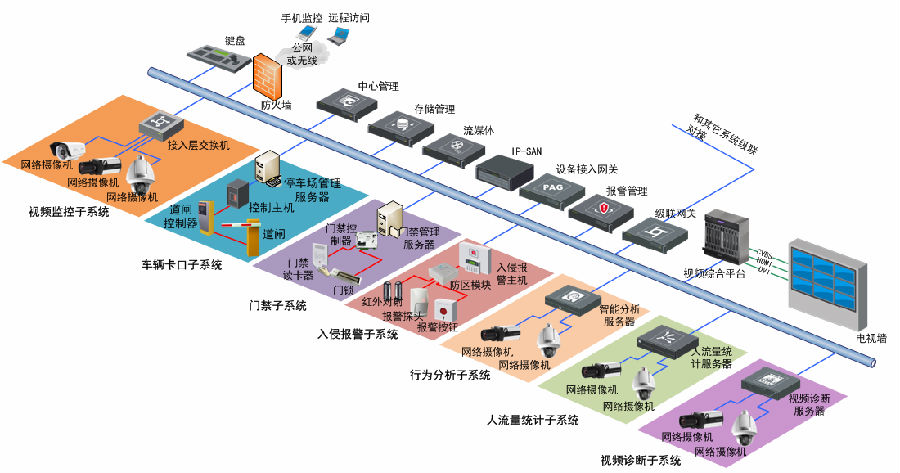 手机监控
远程访问
公网
或无线
键盘
防火墙
中心管理
存储管理
流媒体
IP-SAN
设备接入网关
报警管理
级联网关
和其它系统级联
对接
视频综合平台
CVBS
HDMI
DVI
电视墙
PAG
接入层交换机
网络摄像机
网络摄像机
网络摄像机
视频监控子系统
停车场管理
服务器
控制主机
道闸
控制器
道闸
车辆卡口子系统
门禁管理
服务器
门禁控
制器
门禁
读卡器
门锁
门禁子系统
入侵报
警主机
防区模块
红外对射
报警探头
报警按钮
入侵报警子系统
智能分析
服务器
网络摄像机
网络摄像机
行为分析子系统
人流量统
计服务器
网络摄像机
网络摄像机
人流量统计子系统
视频诊断
服务器
网络摄像机
网络摄像机
视频诊断子系统